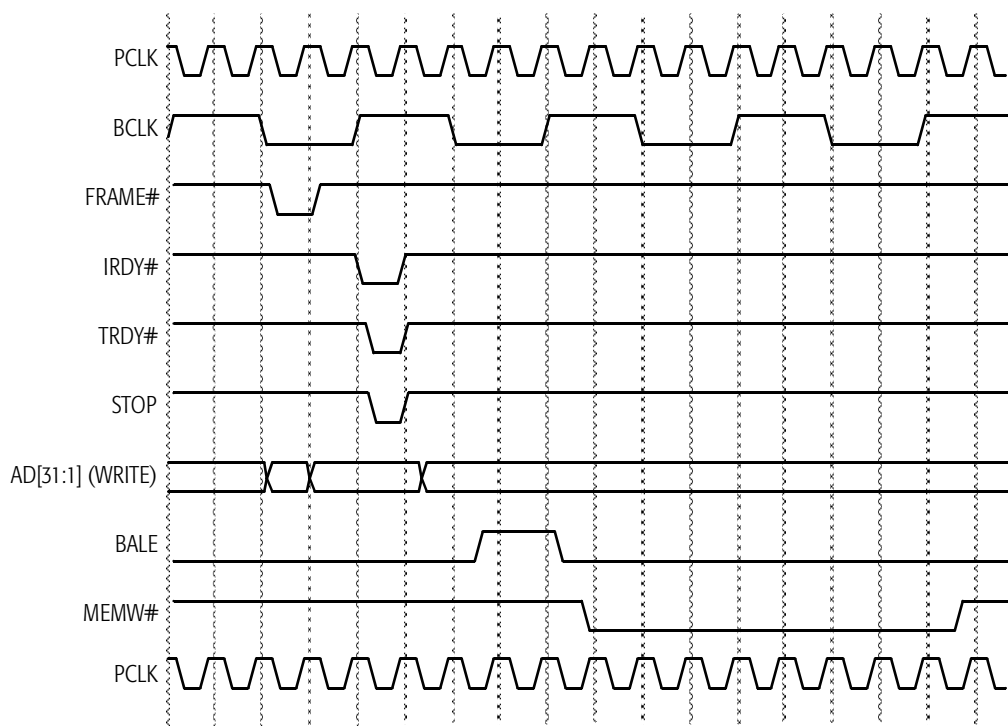 PCLK
BCLK
FRAME#
IRDY#
TRDY#
STOP
AD[31:1] (WRITE)
BALE
MEMW#
PCLK